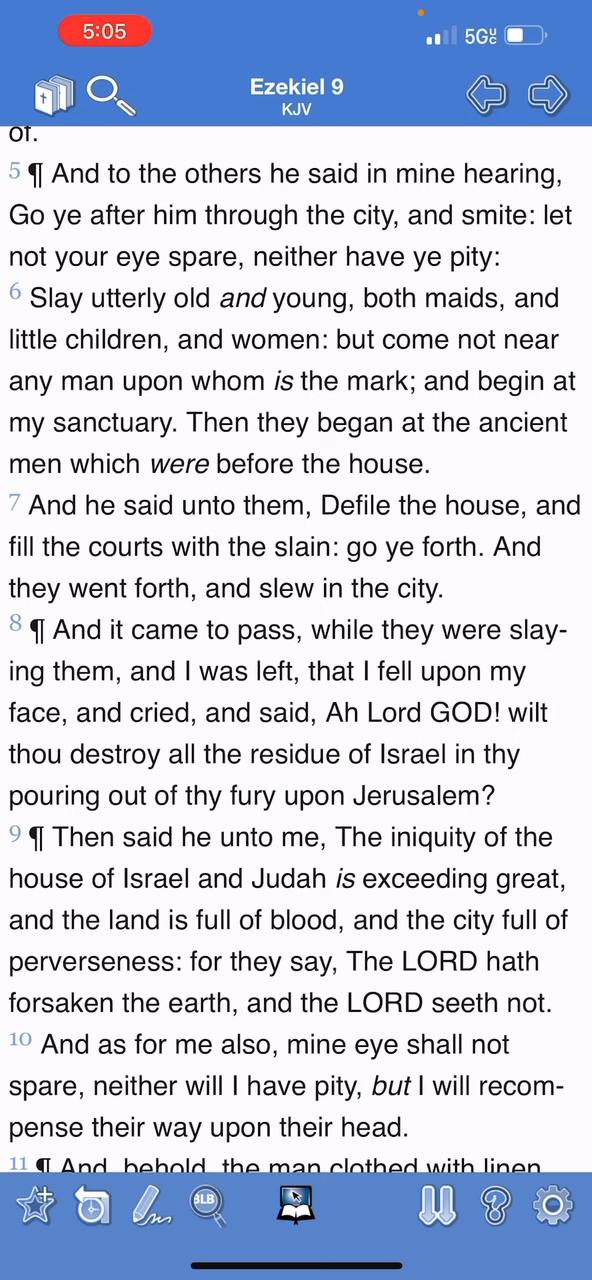 5:05
5G
Ezekiel 9
KJV
of.
5 ¶ And to the others he said in mine hearing,
Go ye after him through the city, and smite: let
not your eye spare, neither have ye pity:
6 Slay utterly old and young, both maids, and
little children, and women: but come not near
any man upon whom is the mark; and begin at
my sanctuary. Then they began at the ancient
men which were before the house.
7 And he said unto them, Defile the house, and
fill the courts with the slain: go ye forth. And
they went forth, and slew in the city.
8 ¶ And it came to pass, while they were slay-
ing them, and I was left, that I fell upon my
face, and cried, and said, Ah Lord GOD! wilt
thou destroy all the residue of Israel in thy
pouring out of thy fury upon Jerusalem?
9 ¶ Then said he unto me, The iniquity of the
house of Israel and Judah is exceeding great,
and the land is full of blood, and the city full of
perverseness: for they say, The LORD hath
forsaken the earth, and the LORD seeth not.
10 And as for me also, mine eye shall not
spare, neither will I have pity, but I will recom-
pense their way upon their head.
11 ¶ And, behold, the man clothed with linen,
BLB